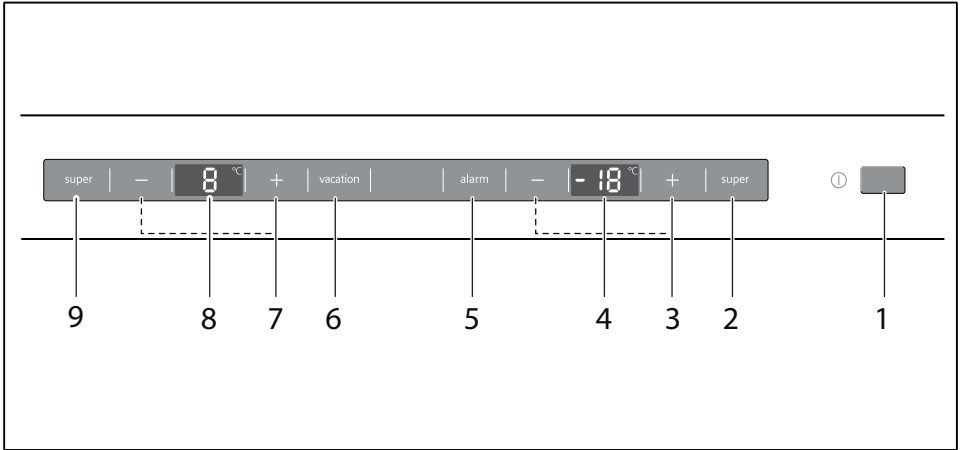 super − 8 °C + vacation alarm − -18 °C + super
9 8 7 6 5 4 3 2 1